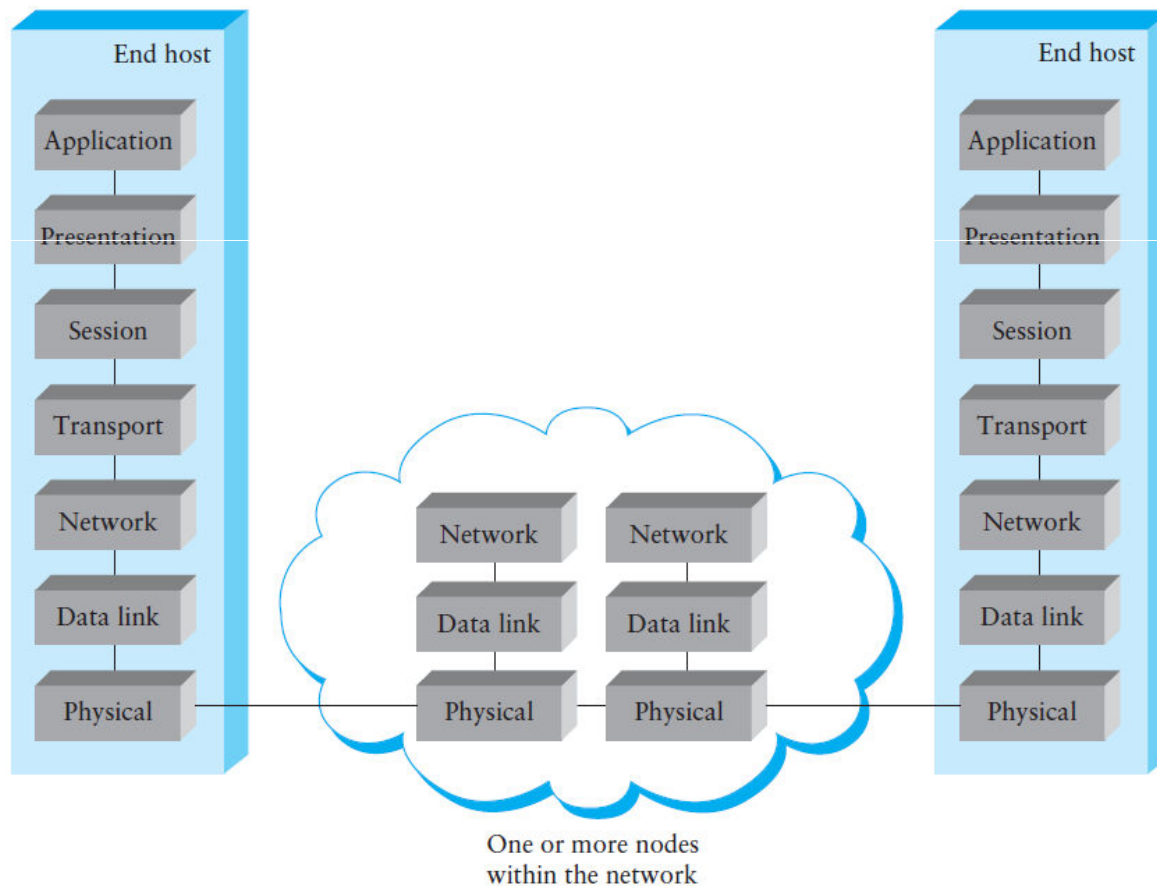 End host
Application
Presentation
Session
Transport
Network
Data link
Physical
Network
Data link
Physical
Network
Data link
Physical
One or more nodes
within the network
End host
Application
Presentation
Session
Transport
Network
Data link
Physical